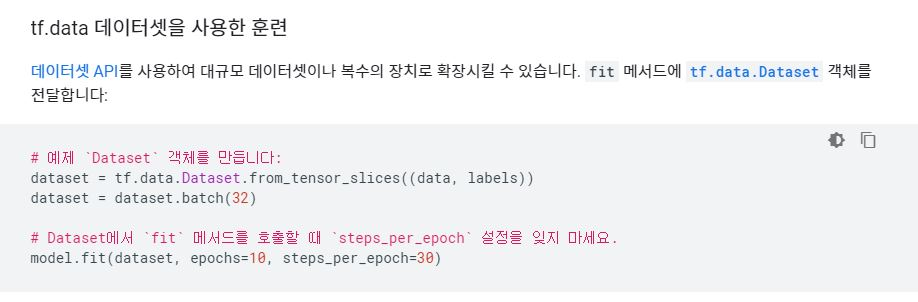 tf.data 데이터셋을 사용한 훈련
데이터셋 API를 사용하여 대규모 데이터셋이나 복수의 장치로 확장시킬 수 있습니다. fit 메서드에 tf.data.Dataset 객체를
전달합니다:
# 예제 `Dataset` 객체를 만듭니다:
dataset = tf.data.Dataset.from_tensor_slices((data, labels))
dataset = dataset.batch(32)
# Dataset에서 `fit` 메서드를 호출할 때 `steps_per_epoch` 설정을 잊지 마세요.
model.fit(dataset, epochs=10, steps_per_epoch=30)